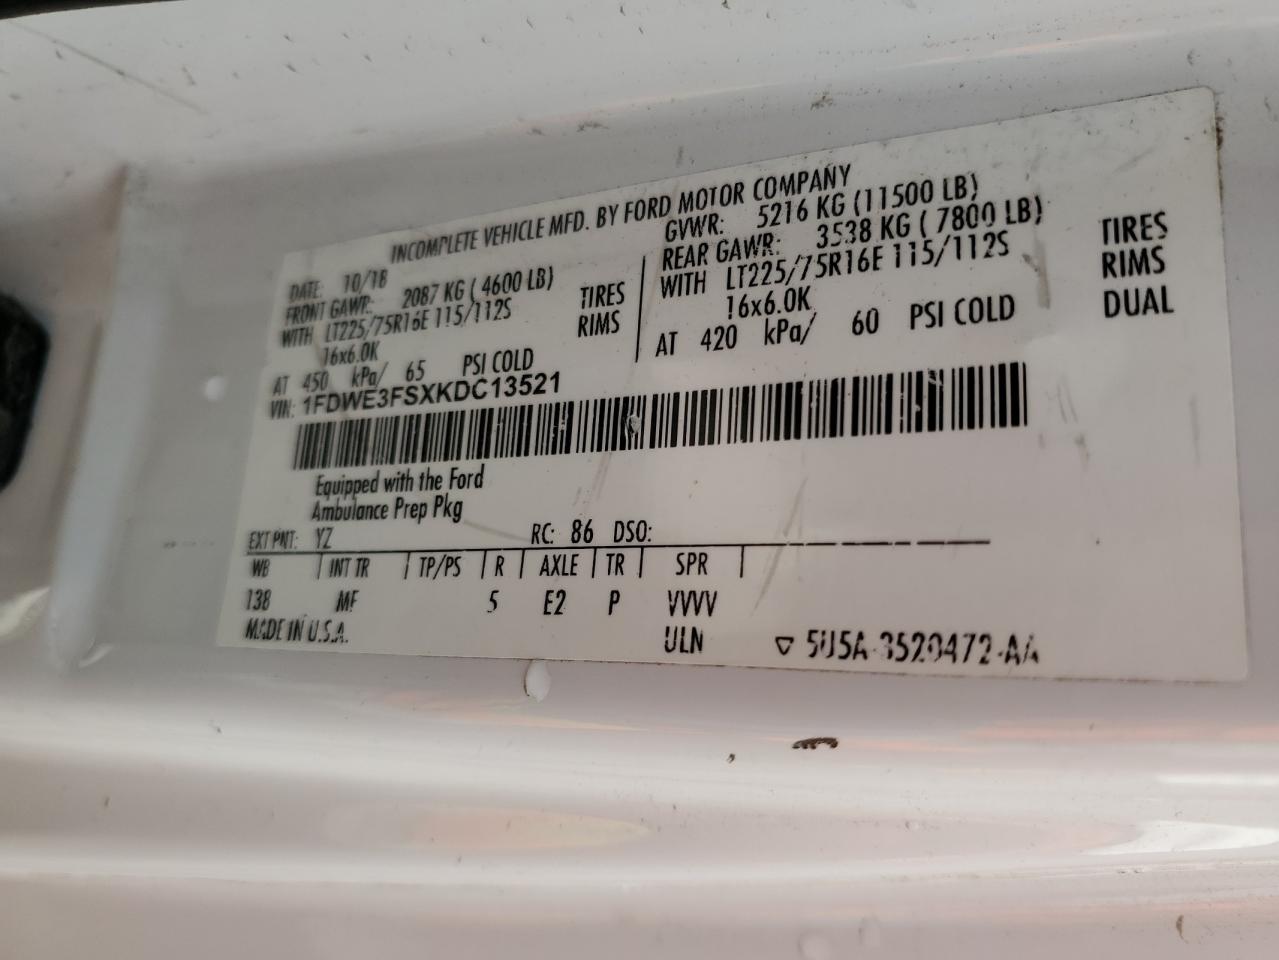 INCOMPLETE VEHICLE MFD. BY FORD MOTOR COMPANY
DATE: 10/18
GVWR: 5216 KG (11500 LB)
FRONT GAWR: 2087 KG ( 4600 LB)
REAR GAWR: 3538 KG ( 7800 LB)
WITH LT225/75R16E 115/112S TIRES
WITH LT225/75R16E 115/112S TIRES
16x6.0K RIMS
16x6.0K RIMS
AT 450 kPa/ 65 PSI COLD
AT 420 kPa/ 60 PSI COLD DUAL
VIN: 1FDWE3FSXKDC13521
Equipped with the Ford
Ambulance Prep Pkg
EXT PNT: YZ RC: 86 DSO:
WB INT TR TP/PS R AXLE TR SPR
138 MF 5 E2 P VVVV
MADE IN U.S.A. ULN ▽ 5U5A-3520472-AA